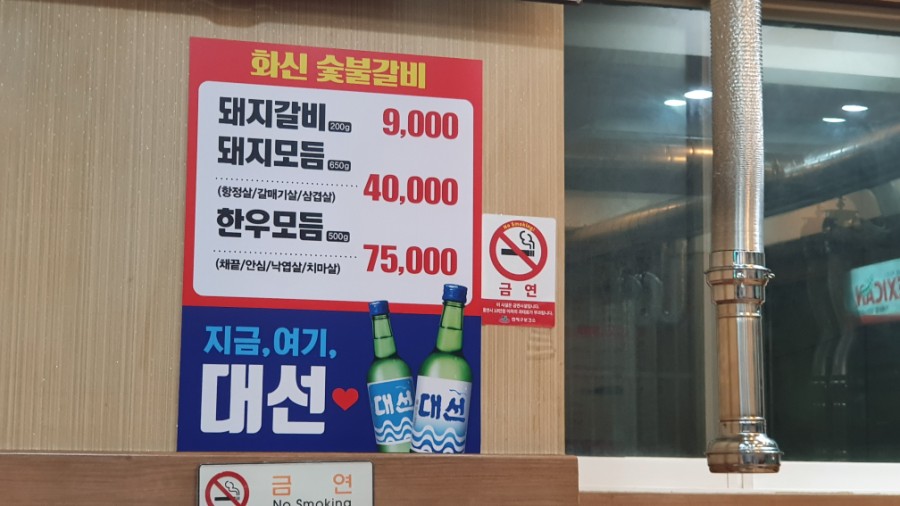 화신 숯불갈비
돼지갈비 200g 9,000
돼지모듬 650g
(항정살/갈매기살/삼겹살) 40,000
한우모듬 500g
(채끝/안심/낙엽살/치마살) 75,000
지금, 여기,
대선
대선
대선
No Smoking!
금연
금 연
No Smoking
EXICAN